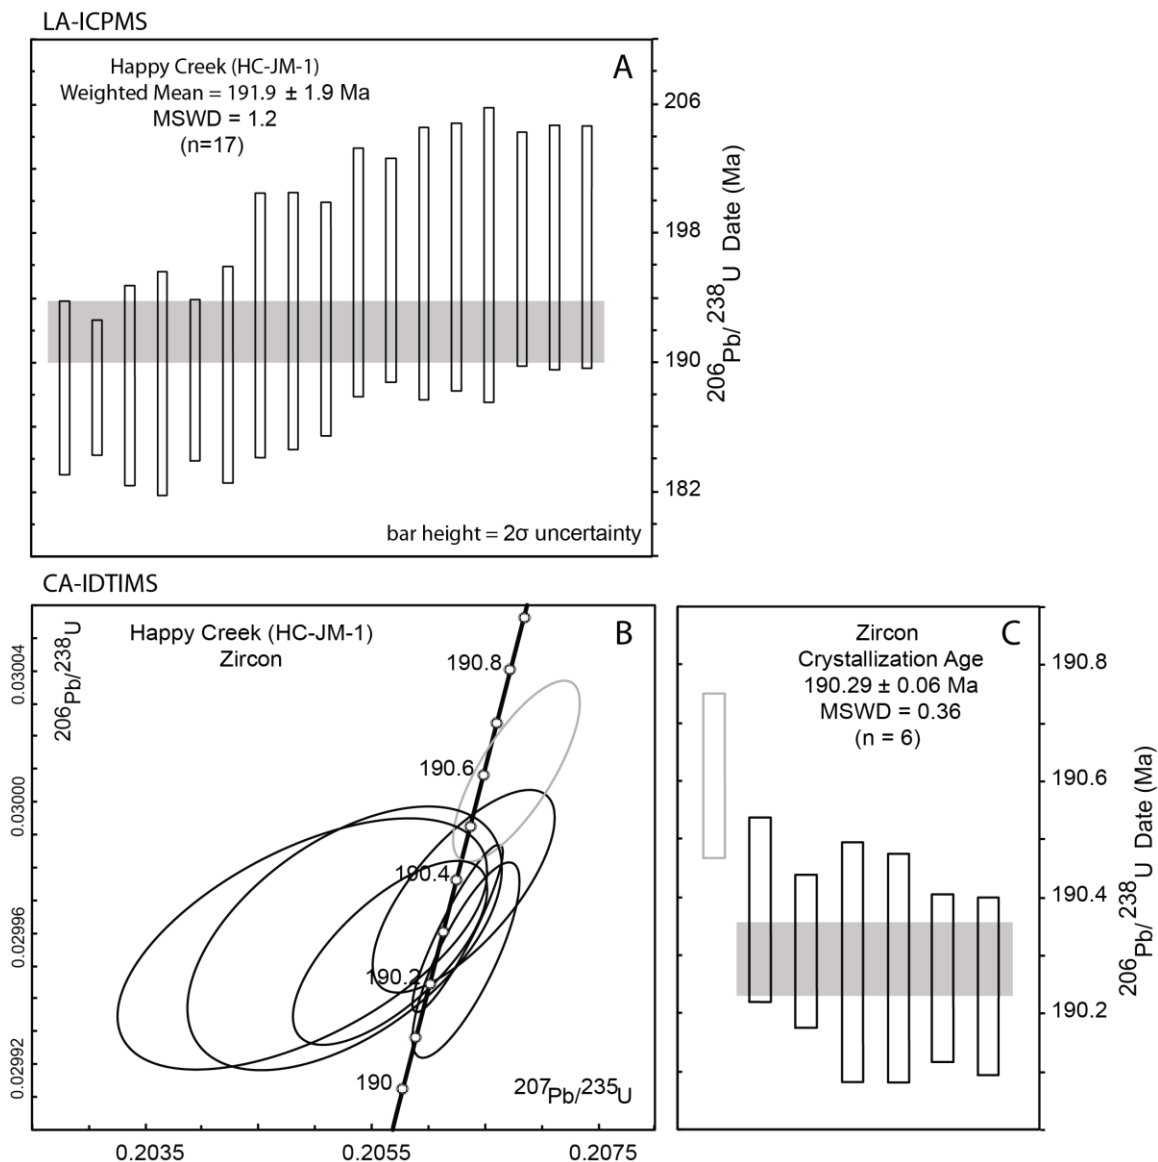 LA-ICPMS
Happy Creek (HC-JM-1)
Weighted Mean = 191.9 ± 1.9 Ma
MSWD = 1.2
(n=17)
A
206
198
190
182
206Pb/238U Date (Ma)
bar height = 2σ uncertainty
CA-IDTIMS
Happy Creek (HC-JM-1)
Zircon
B
206Pb/238U
0.03004
0.03000
0.02996
0.02992
190.8
190.6
190.4
190.2
190
207Pb/235U
0.2035
0.2055
0.2075
Zircon
Crystallization Age
190.29 ± 0.06 Ma
MSWD = 0.36
(n = 6)
C
190.8
190.6
190.4
190.2
206Pb/238U Date (Ma)